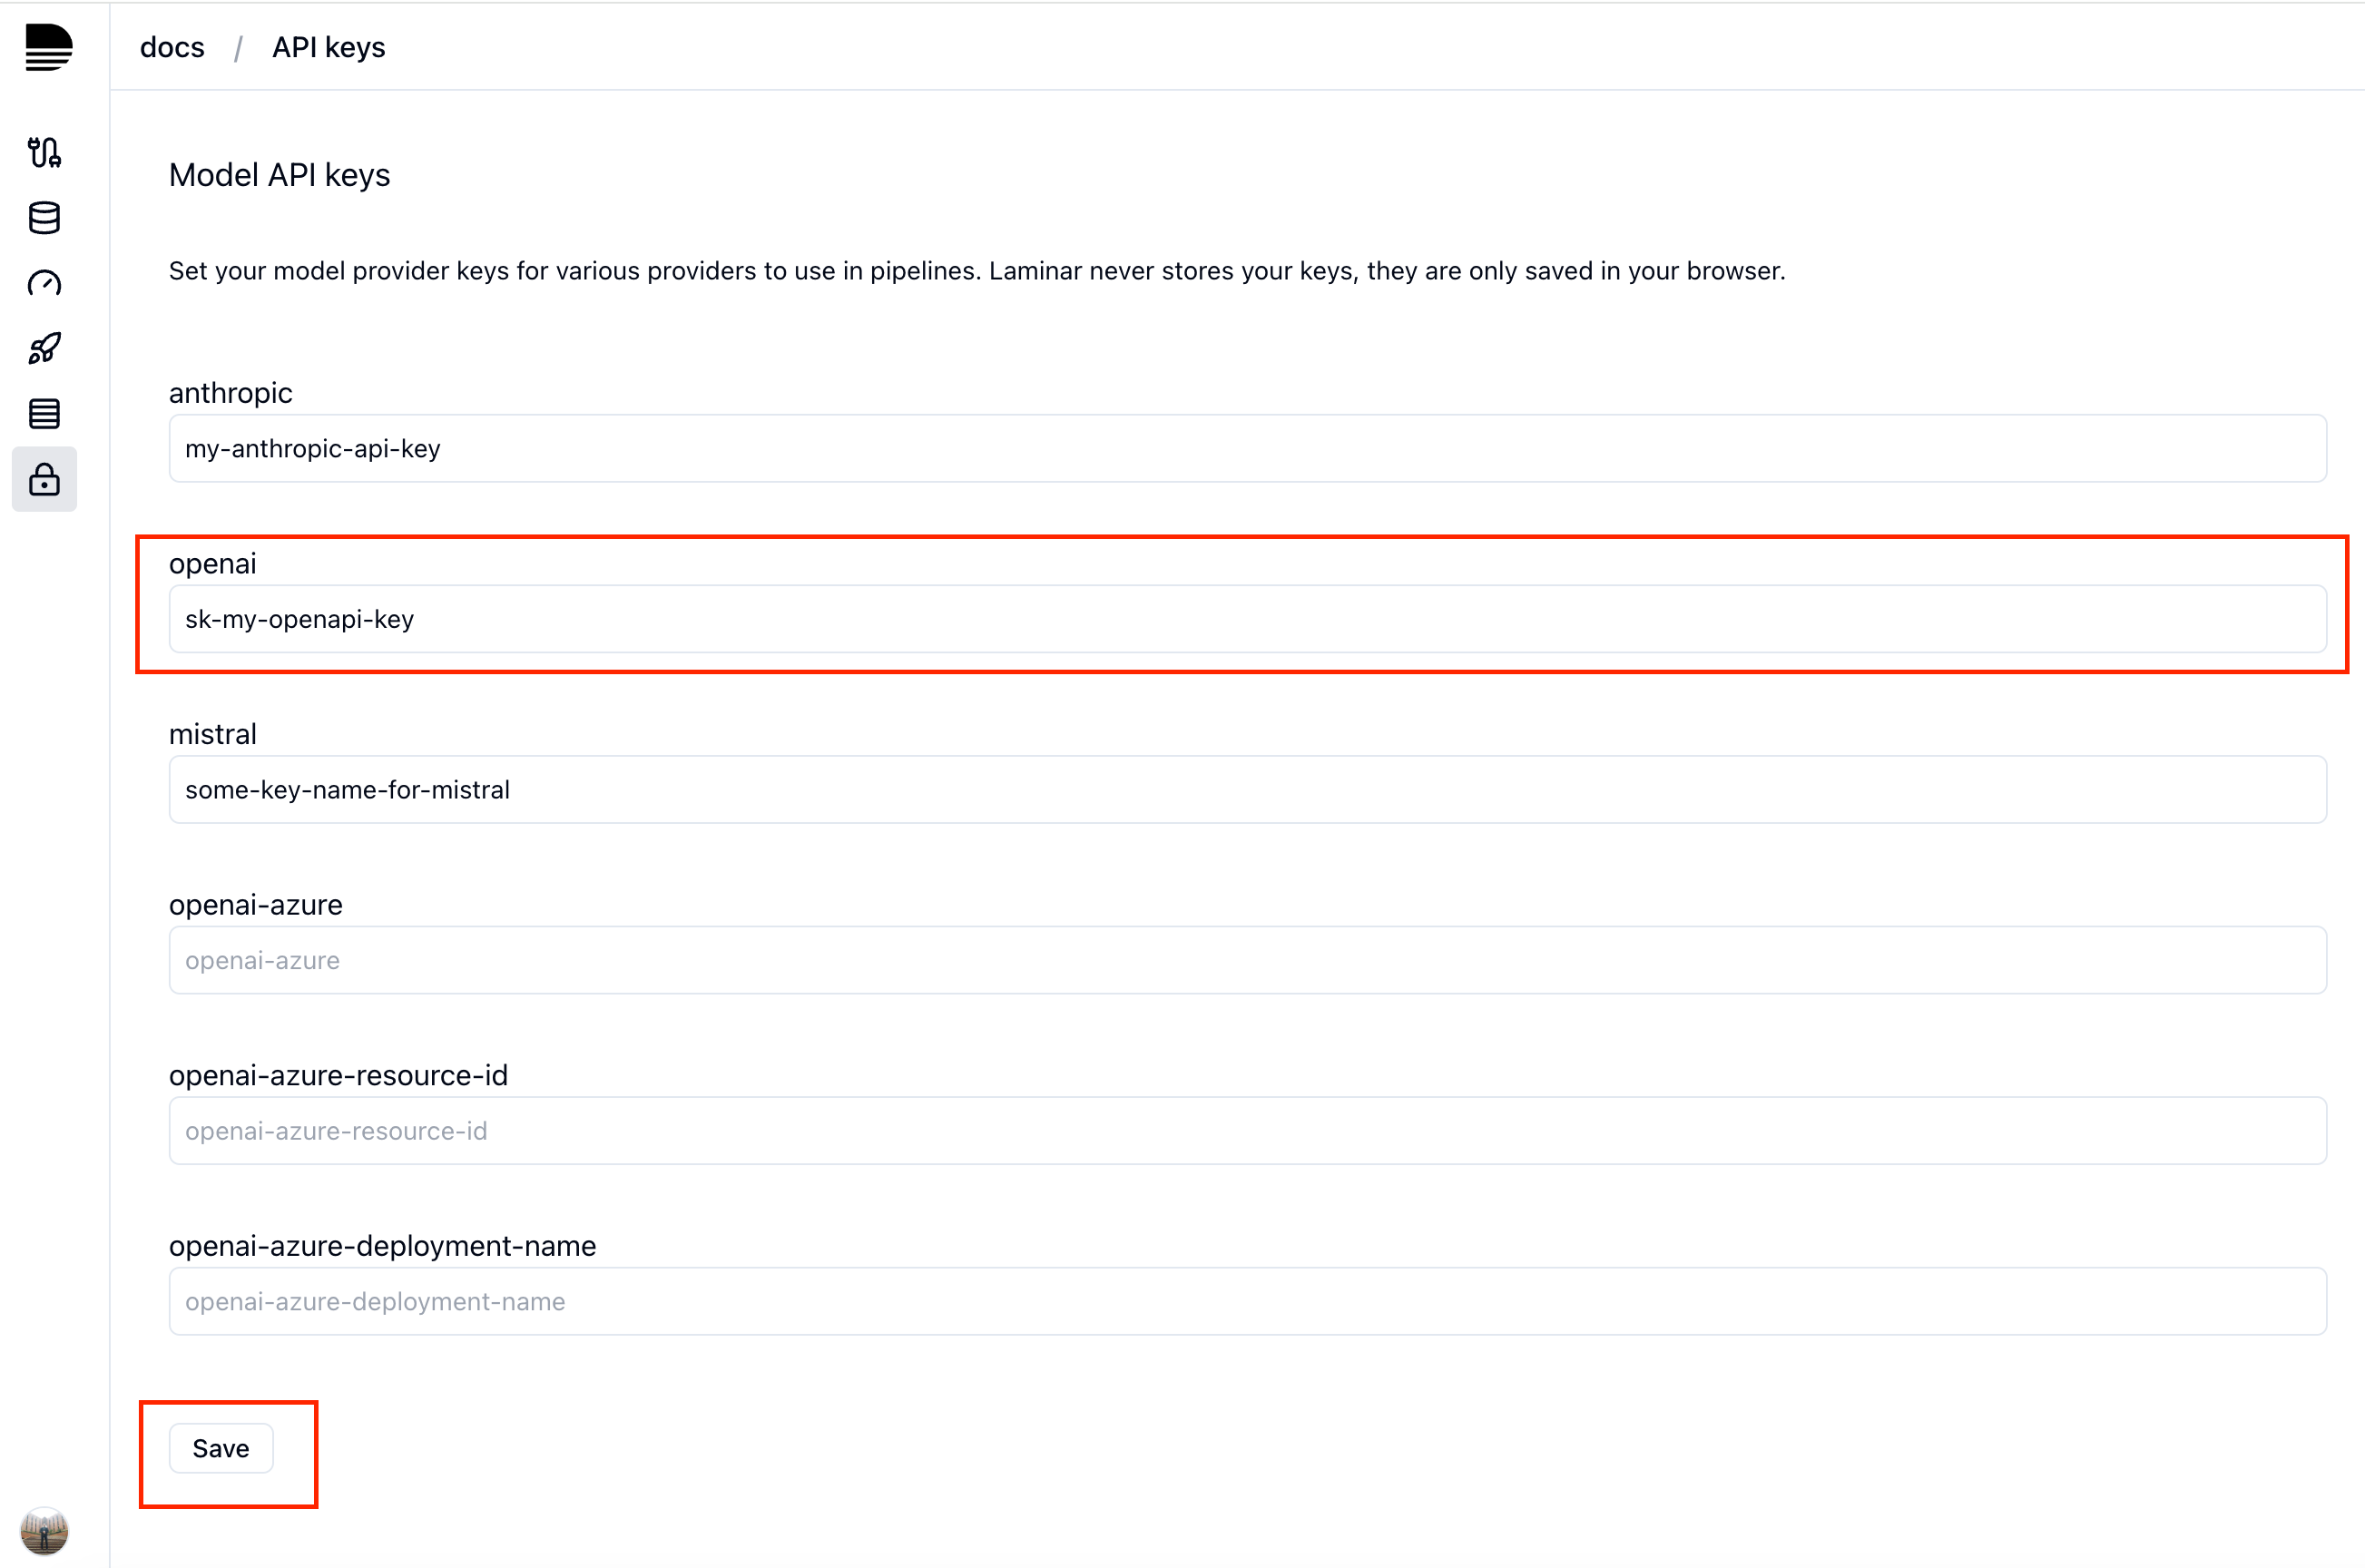 docs / API keys
Model API keys
Set your model provider keys for various providers to use in pipelines. Laminar never stores your keys, they are only saved in your browser.
anthropic
my-anthropic-api-key
openai
sk-my-openapi-key
mistral
some-key-name-for-mistral
openai-azure
openai-azure
openai-azure-resource-id
openai-azure-resource-id
openai-azure-deployment-name
openai-azure-deployment-name
Save